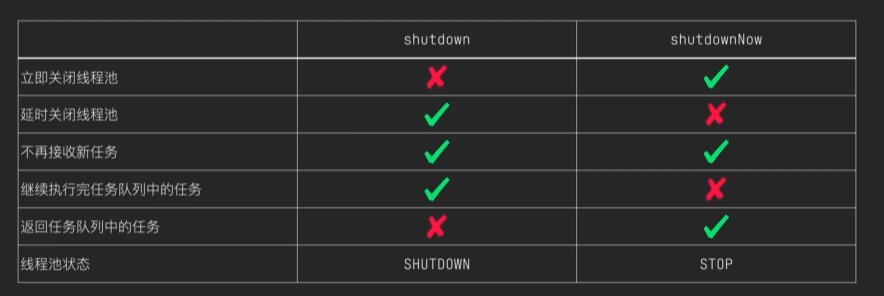 shutdown shutdownNow
立即关闭线程池 ✘ ✔
延时关闭线程池 ✔ ✘
不再接收新任务 ✔ ✔
继续执行完任务队列中的任务 ✔ ✘
返回任务队列中的任务 ✘ ✔
线程池状态 SHUTDOWN STOP